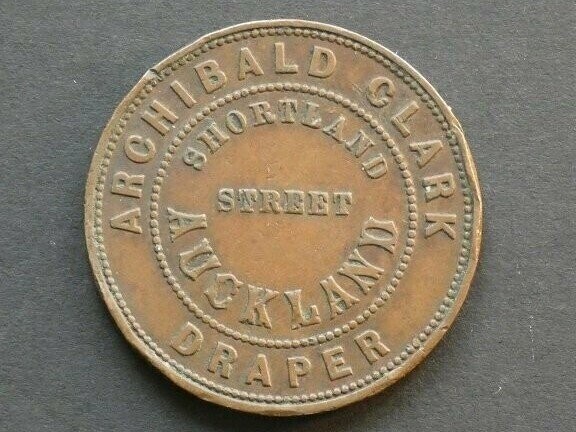 ARCHIBALD CLARK
DRAPER
SHORTLAND
STREET
AUCKLAND